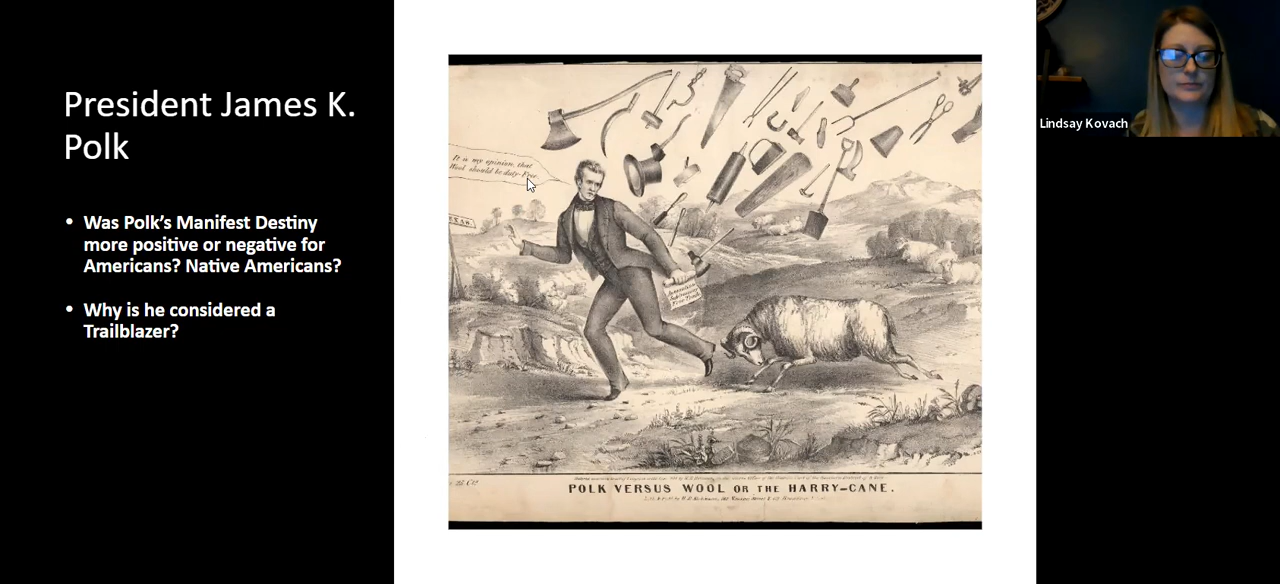 President James K.
Polk
• Was Polk's Manifest Destiny
more positive or negative for
Americans? Native Americans?
• Why is he considered a
Trailblazer?
It is my opinion, that
Wool should be duty-Free.
Free Trade
POLK VERSUS WOOL OR THE HARRY-CANE.
Lindsay Kovach